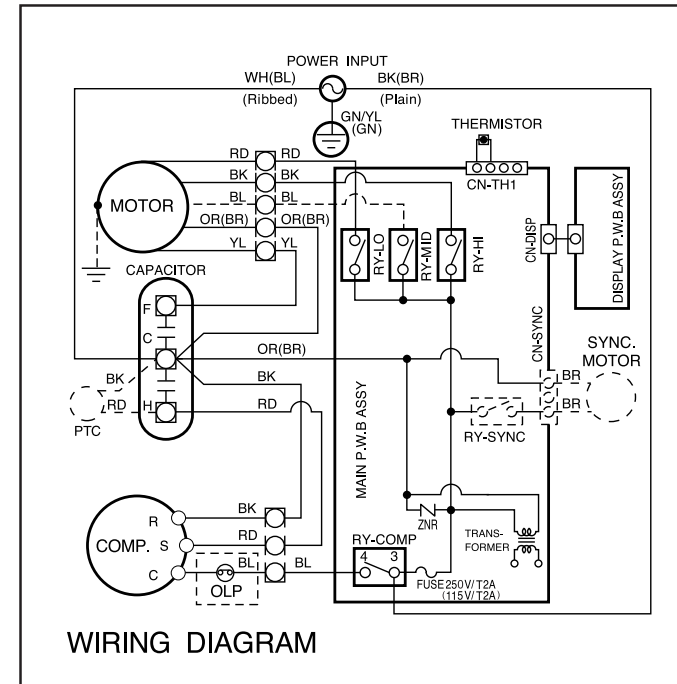 POWER INPUT
WH(BL)
BK(BR)
(Ribbed)
(Plain)
GN/YL
(GN)
THERMISTOR
CN-TH1
RD
RD
BK
BK
BL
BL
OR(BR)
OR(BR)
YL
YL
MOTOR
RY-LO
RY-MID
RY-HI
CN-DISP
DISPLAY P.W.B ASSY
CAPACITOR
F
C
H
OR(BR)
BK
BK
RD
RD
PTC
CN-SYNC
SYNC.
MOTOR
BR
BR
RY-SYNC
MAIN P.W.B ASSY
ZNR
TRANS-
FORMER
RY-COMP
4 3
FUSE250V/T2A
(115V/T2A)
COMP.
R
S
C
BK
RD
BL
BL
OLP
WIRING DIAGRAM